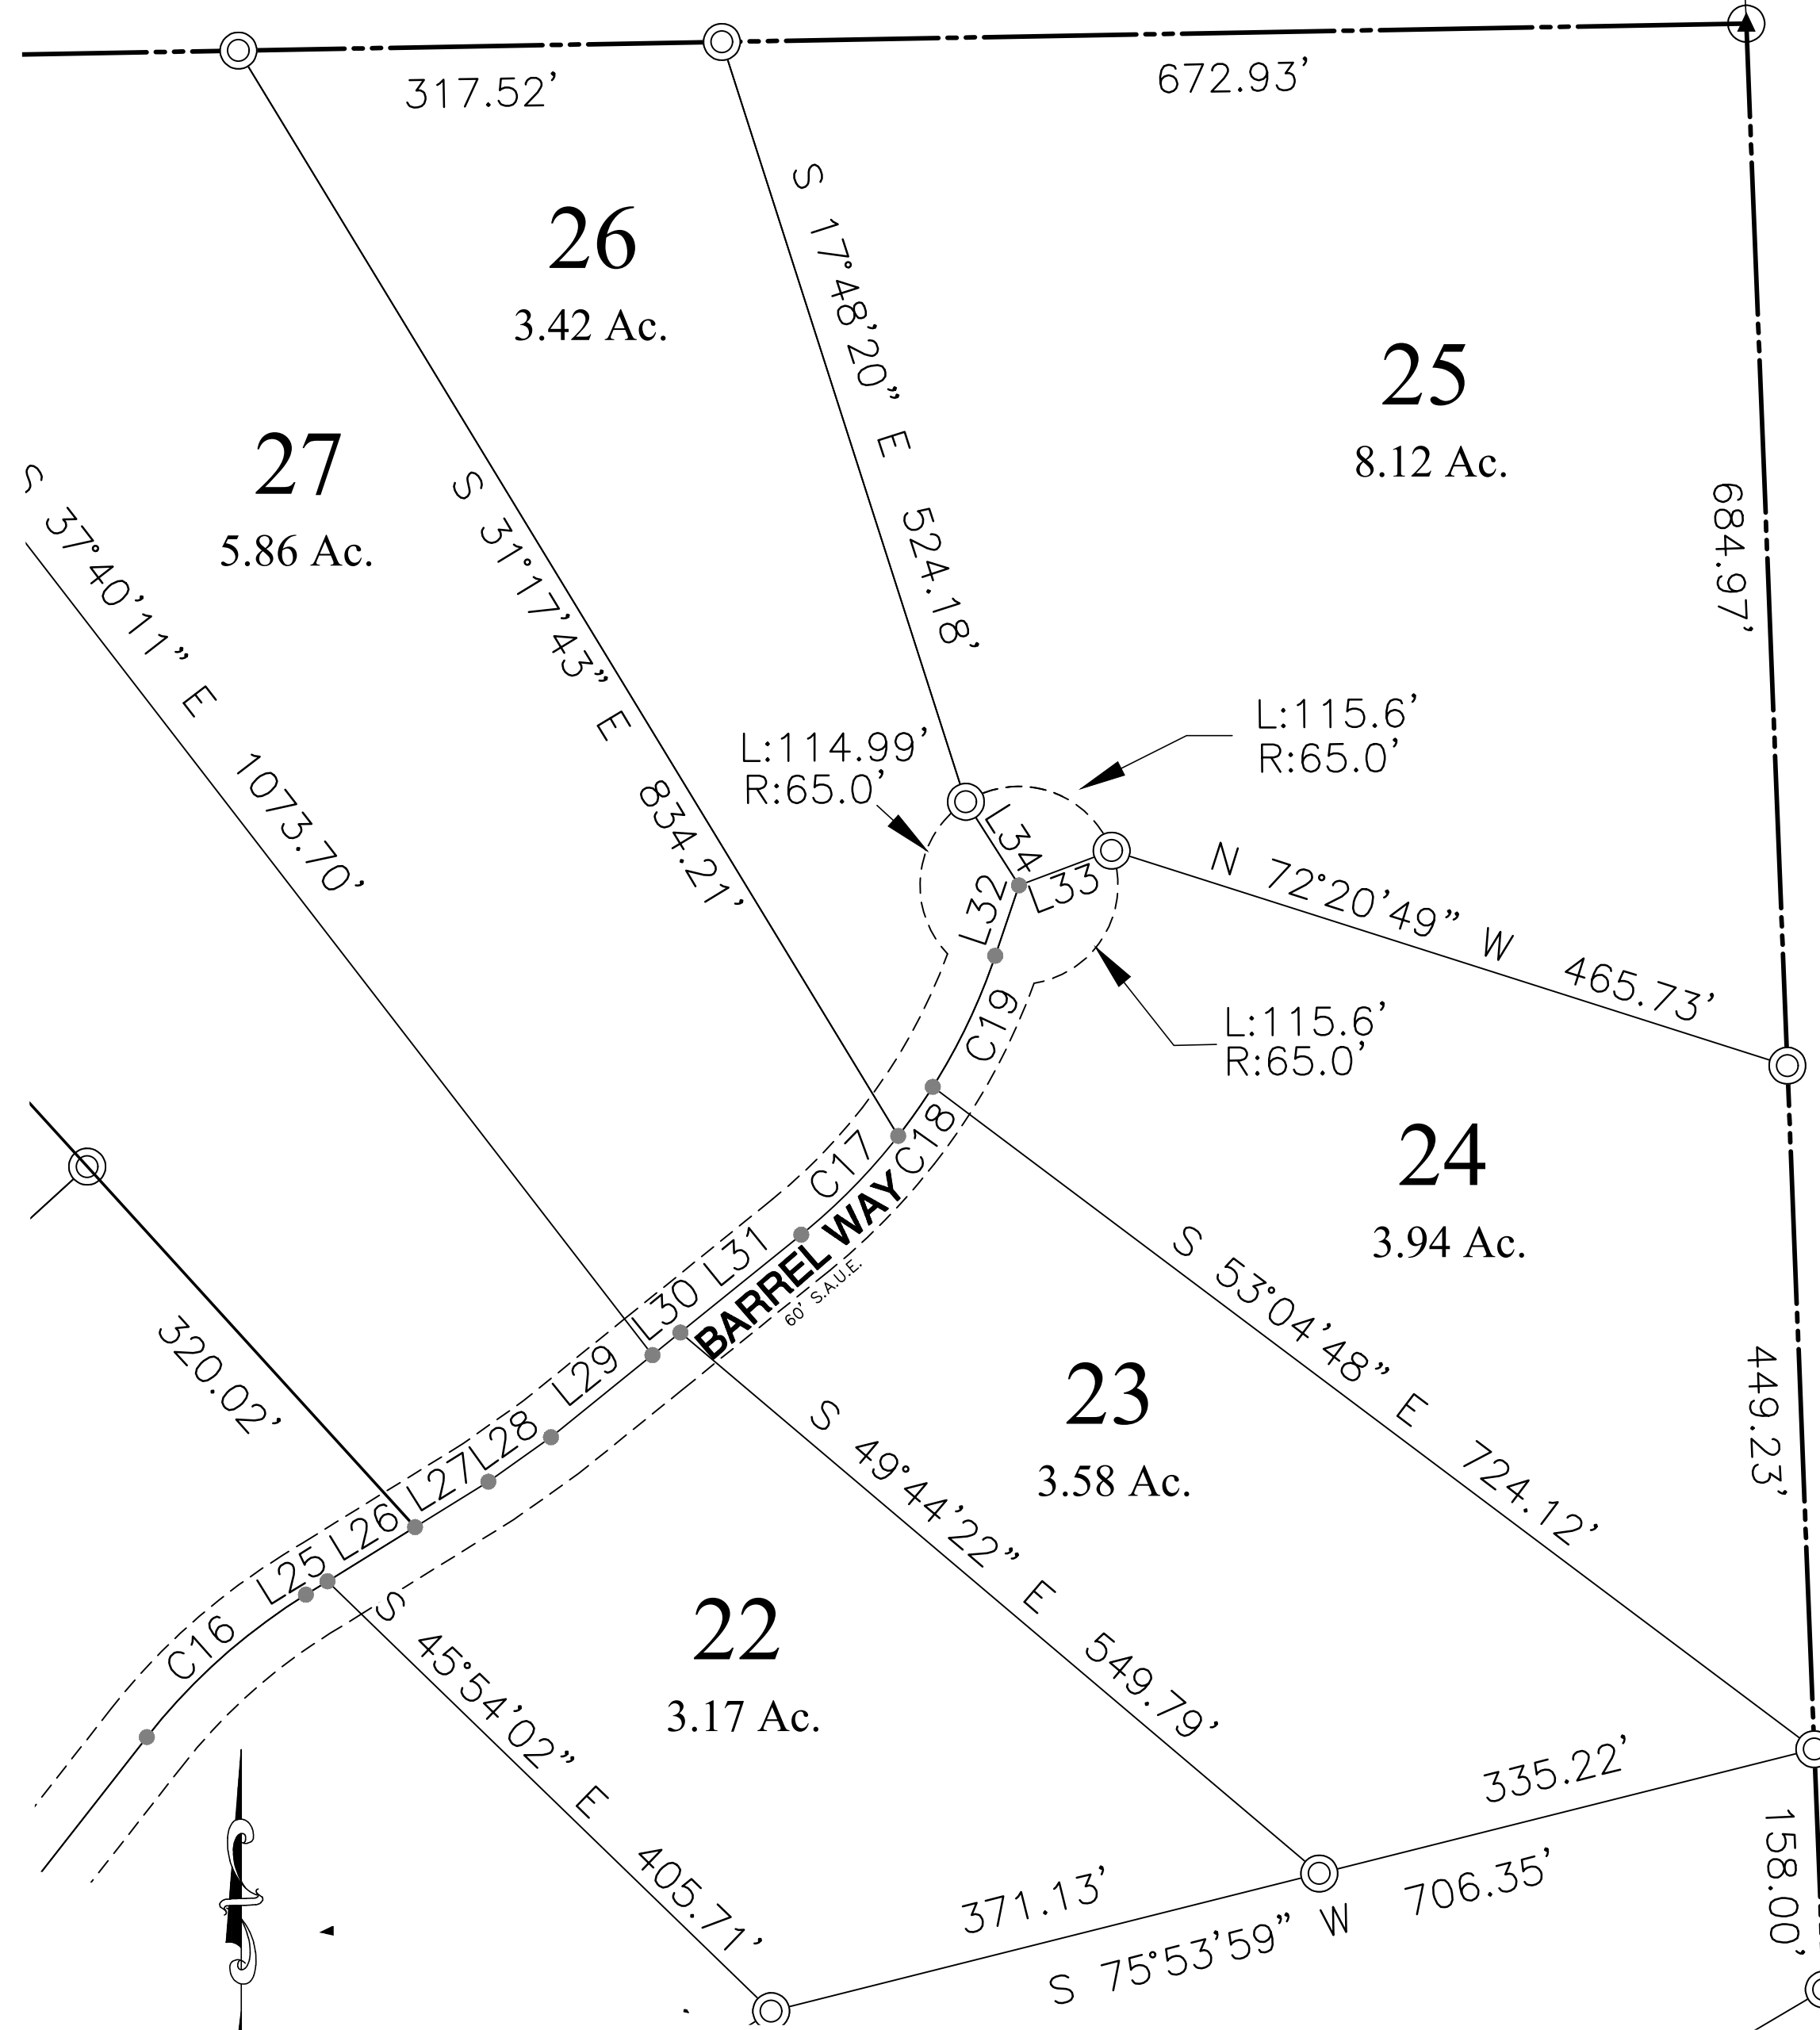 317.52’
672.93’
26
3.42 Ac.
S 17°48’20” E 524.18’
25
8.12 Ac.
27
5.86 Ac.
S 31°17’43” E 834.21’
S 37°40’11” E 1073.70’
684.97’
L:114.99’
R:65.0’
L:115.6’
R:65.0’
L34
L33
L32
N 72°20’49” W 465.73’
C19
L:115.6’
R:65.0’
C18
C17
24
3.94 Ac.
BARREL WAY
60’ S.A.U.E.
L31
L30
L29
L28
L27
L26
L25
C16
320.02’
S 53°04’48” E 724.12’
449.23’
23
3.58 Ac.
S 49°44’22” E 549.79’
22
3.17 Ac.
S 45°54’02” E 405.71’
335.22’
371.13’
S 75°53’59” W 706.35’
158.00’